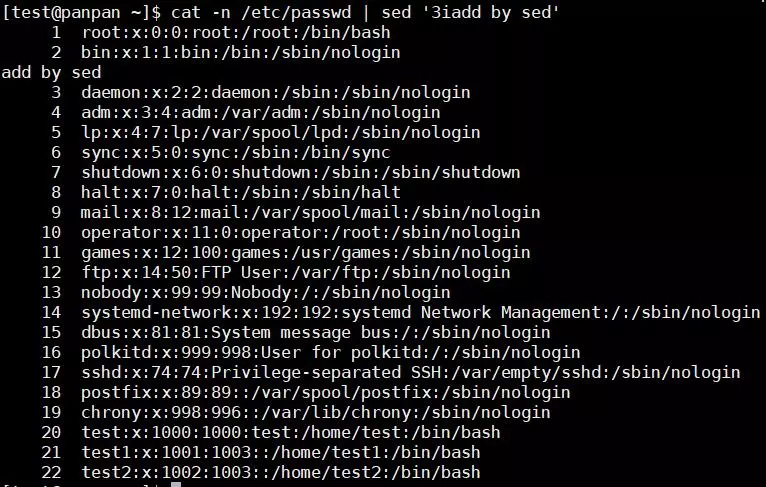 [test@panpan ~]$ cat -n /etc/passwd | sed '3iadd by sed'
     1  root:x:0:0:root:/root:/bin/bash
     2  bin:x:1:1:bin:/bin:/sbin/nologin
add by sed
     3  daemon:x:2:2:daemon:/sbin:/sbin/nologin
     4  adm:x:3:4:adm:/var/adm:/sbin/nologin
     5  lp:x:4:7:lp:/var/spool/lpd:/sbin/nologin
     6  sync:x:5:0:sync:/sbin:/bin/sync
     7  shutdown:x:6:0:shutdown:/sbin:/sbin/shutdown
     8  halt:x:7:0:halt:/sbin:/sbin/halt
     9  mail:x:8:12:mail:/var/spool/mail:/sbin/nologin
    10  operator:x:11:0:operator:/root:/sbin/nologin
    11  games:x:12:100:games:/usr/games:/sbin/nologin
    12  ftp:x:14:50:FTP User:/var/ftp:/sbin/nologin
    13  nobody:x:99:99:Nobody:/:/sbin/nologin
    14  systemd-network:x:192:192:systemd Network Management:/:/sbin/nologin
    15  dbus:x:81:81:System message bus:/:/sbin/nologin
    16  polkitd:x:999:998:User for polkitd:/:/sbin/nologin
    17  sshd:x:74:74:Privilege-separated SSH:/var/empty/sshd:/sbin/nologin
    18  postfix:x:89:89::/var/spool/postfix:/sbin/nologin
    19  chrony:x:998:996::/var/lib/chrony:/sbin/nologin
    20  test:x:1000:1000:test:/home/test:/bin/bash
    21  test1:x:1001:1003::/home/test1:/bin/bash
    22  test2:x:1002:1003::/home/test2:/bin/bash